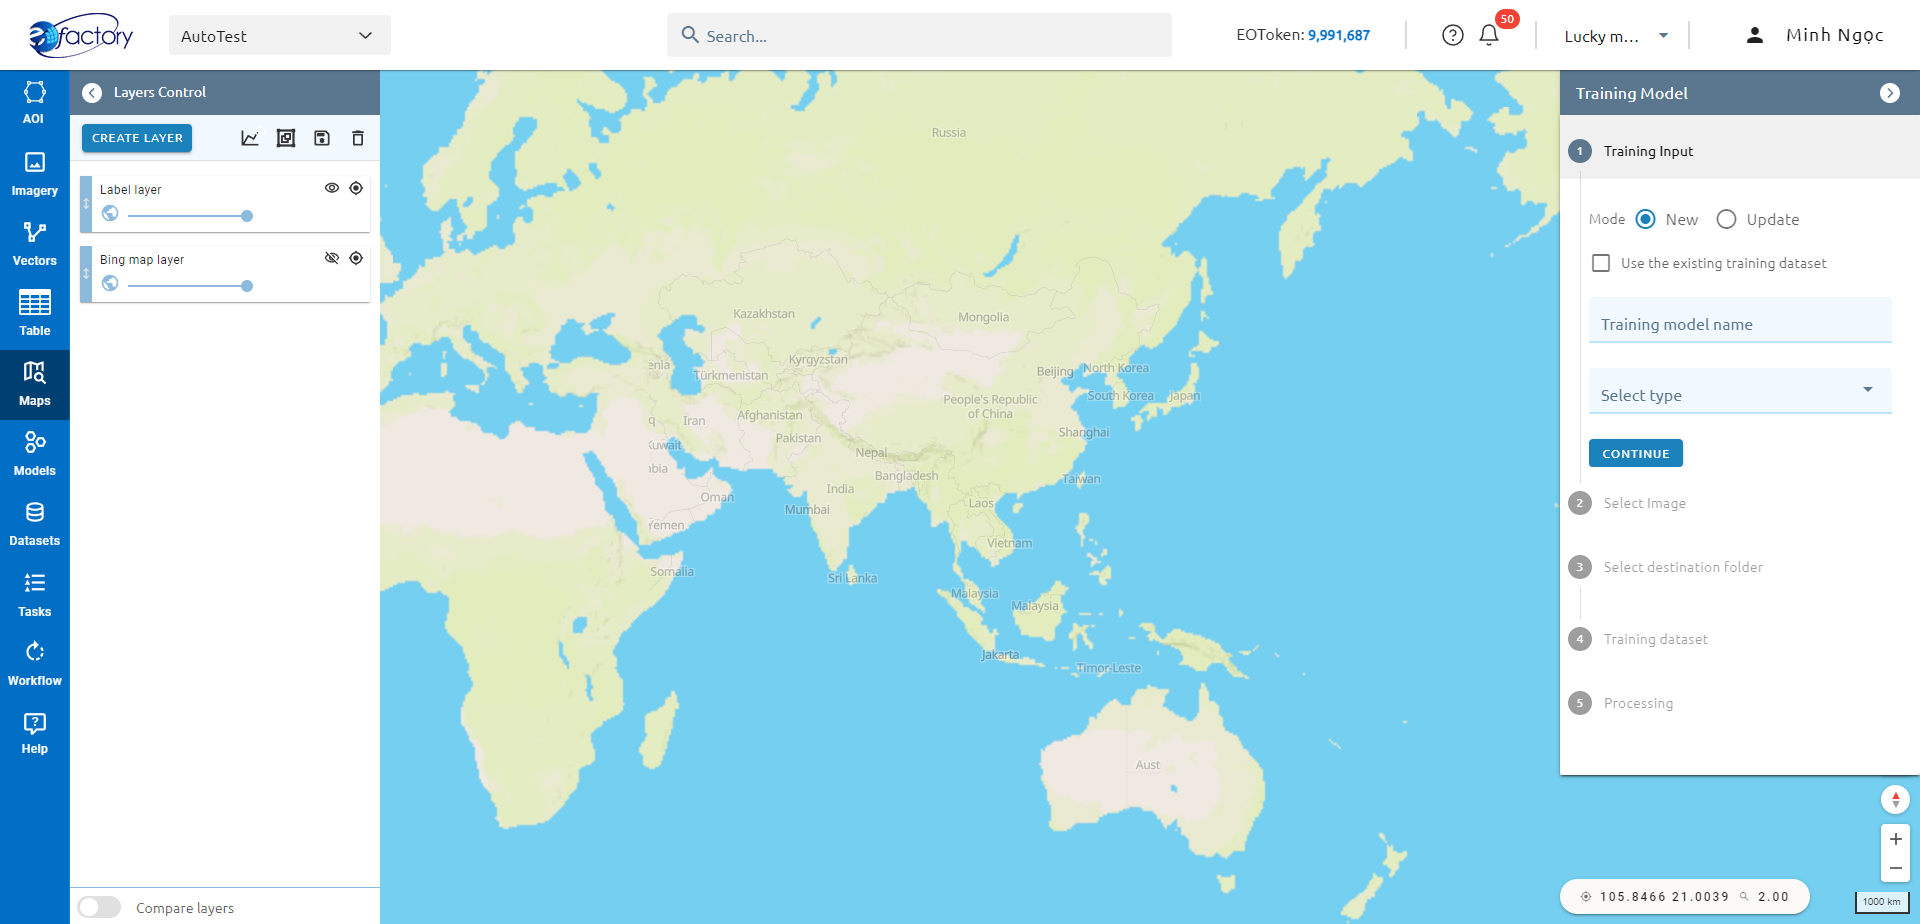 eofactory
AutoTest
Search...
EOToken: 9,991,687
50
Lucky m...
Minh Ngọc
AOI
Imagery
Vectors
Table
Maps
Models
Datasets
Tasks
Workflow
Help
Layers Control
CREATE LAYER
Label layer
Bing map layer
Compare layers
Russia
Kazakhstan
Mongolia
Kyrgyzstan
enia
Türkmenistan
Beijing
North Korea
People's Republic
of China
South Korea
Japan
Afghanistan
q
Iran
Kuwait
Pakistan
Shanghai
Nepal
ibia
Bangladesh
Taiwan
Oman
India
Laos
Mumbai
Yemen
Vietnam
Somalia
Sri Lanka
Malaysia
Malaysia
Jakarta
Timor-Leste
Aust
Training Model
1 Training Input
Mode New Update
Use the existing training dataset
Training model name
Select type
CONTINUE
2 Select Image
3 Select destination folder
4 Training dataset
5 Processing
+
−
105.8466 21.0039 2.00
1000 km